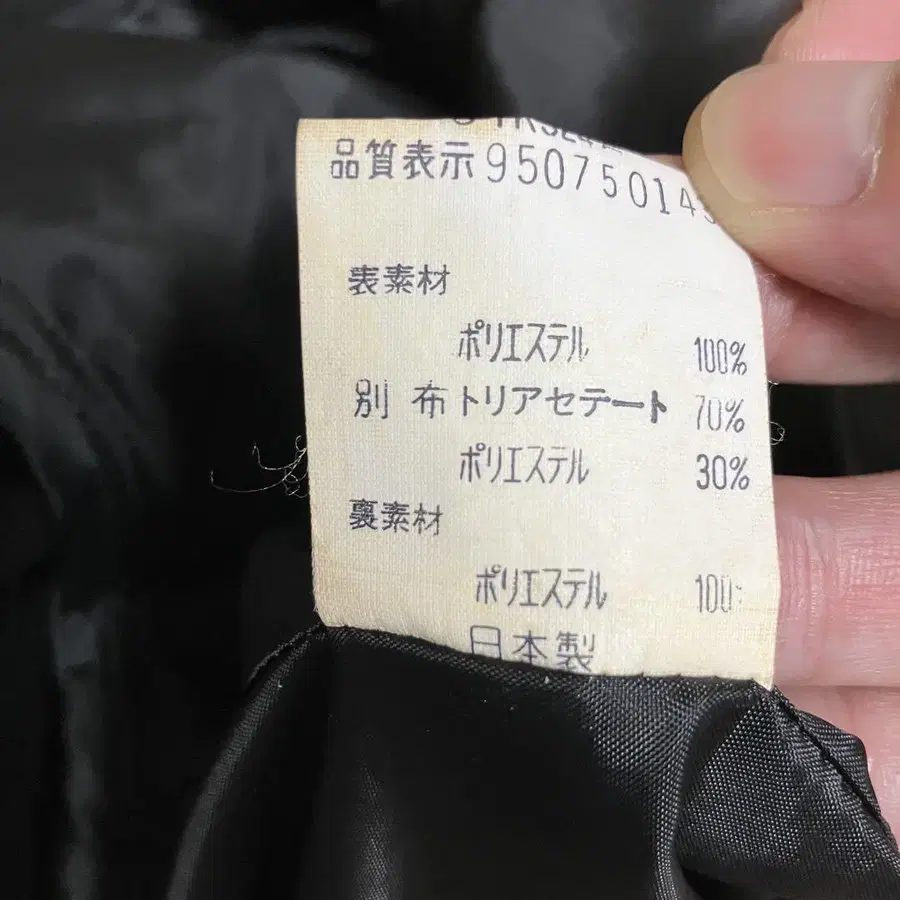 品質表示 95075014
表素材
ポリエステル 100%
別布 トリアセテート 70%
ポリエステル 30%
裏素材
ポリエステル 100%
日本製